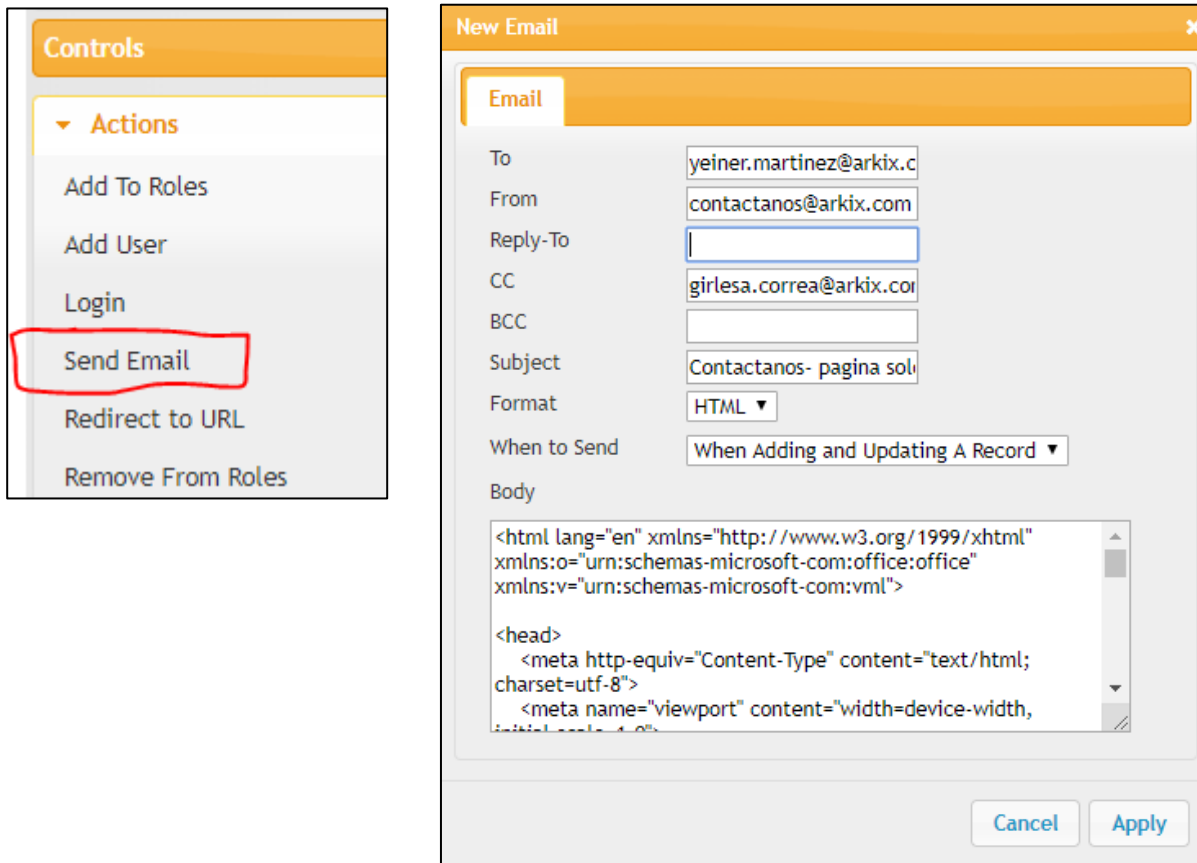 Controls
Actions
Add To Roles
Add User
Login
Send Email
Redirect to URL
Remove From Roles
New Email
Email
To yeiner.martinez@arkix.c
From contactanos@arkix.com
Reply-To
CC girlesa.correa@arkix.cor
BCC
Subject Contactanos- pagina sol
Format HTML
When to Send When Adding and Updating A Record
Body
<html lang="en" xmlns="http://www.w3.org/1999/xhtml"
xmlns:o="urn:schemas-microsoft-com:office:office"
xmlns:v="urn:schemas-microsoft-com:vml">
<head>
<meta http-equiv="Content-Type" content="text/html;
charset=utf-8">
<meta name="viewport" content="width=device-width,
Cancel Apply